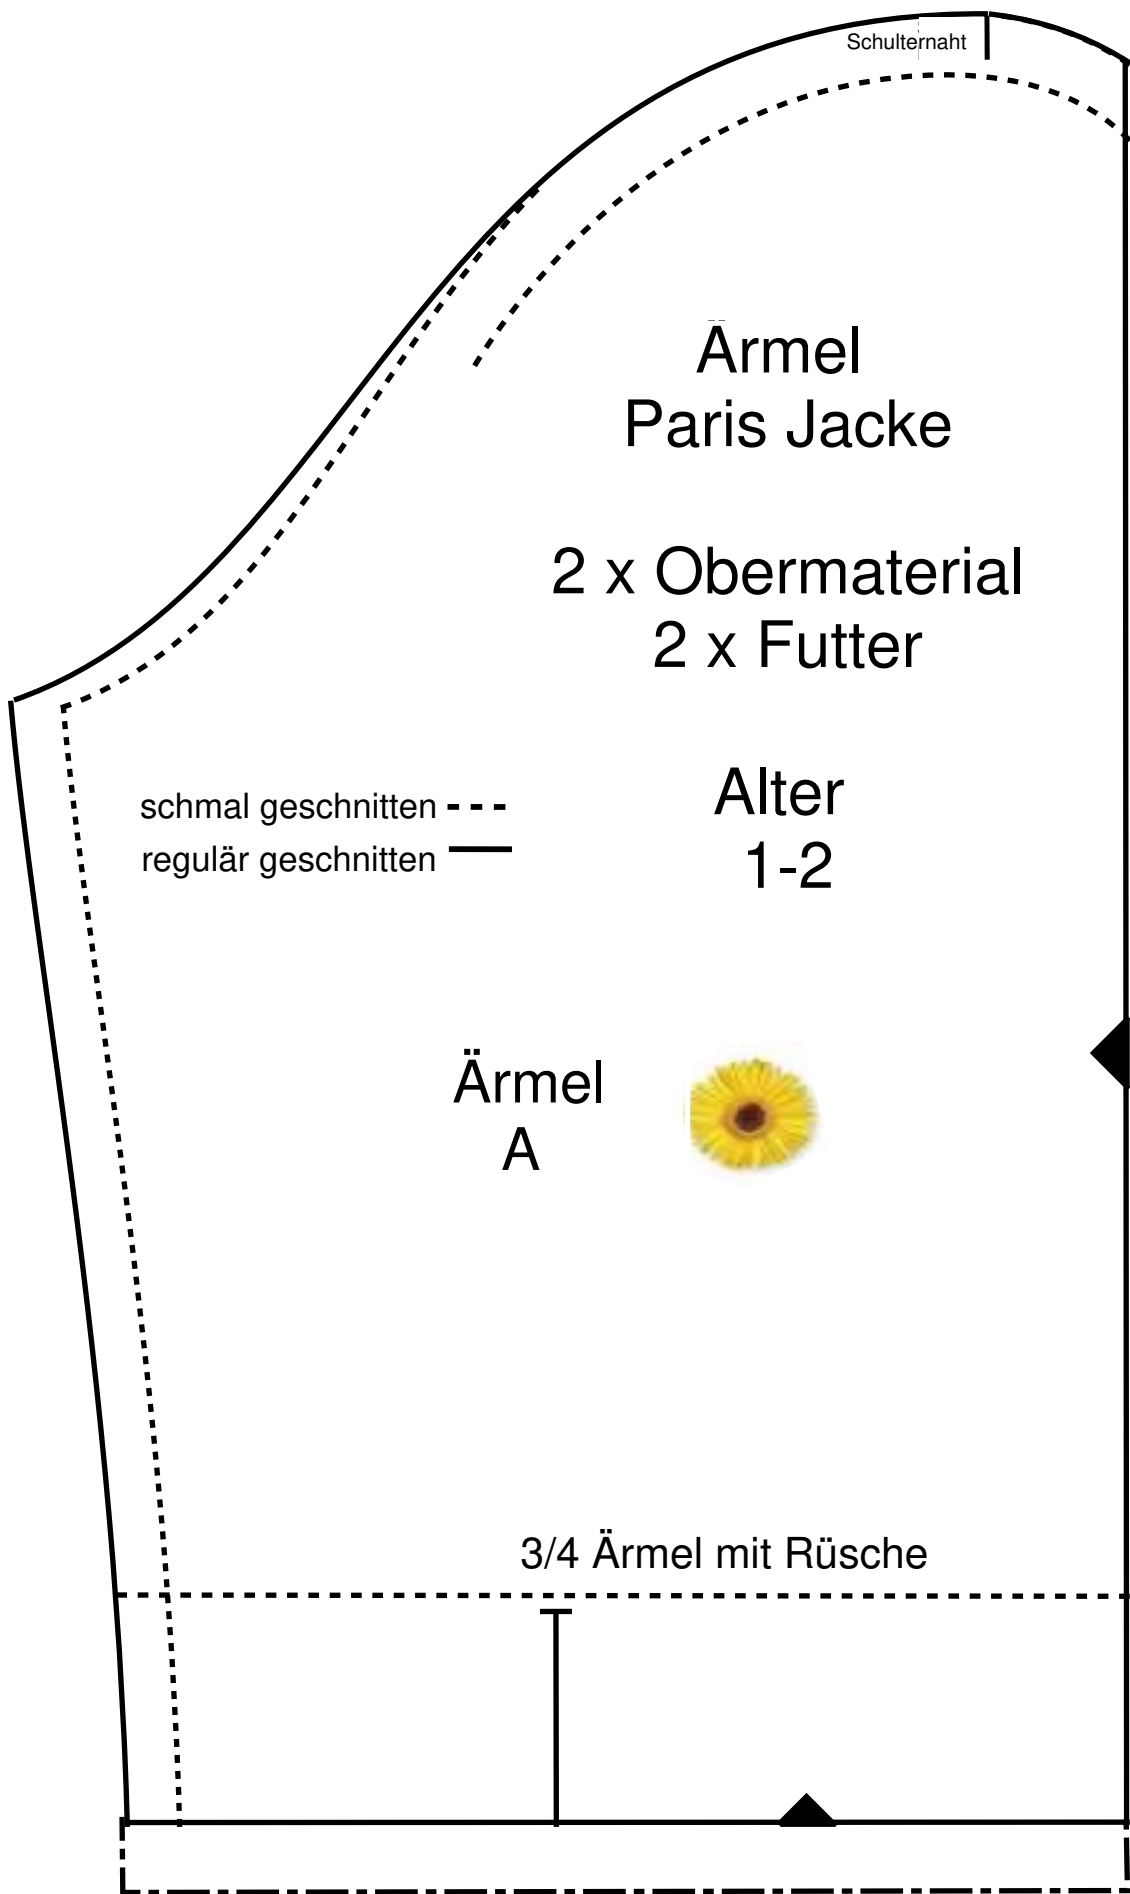 Schulternaht
Ärmel
Paris Jacke
2 x Obermaterial
2 x Futter
Alter
1-2
schmal geschnitten
regulär geschnitten
Ärmel
A
3/4 Ärmel mit Rüsche